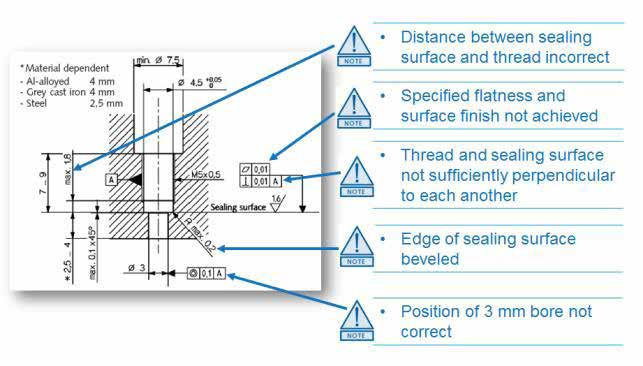 *Material dependent
- Al-alloyed 4 mm
- Grey cast iron 4 mm
- Steel 2,5 mm
min. Ø 7.5
Ø 4,5 +0,05 0
max. 1,8
7 – 9
A
M5x0,5
⏥ 0,01
⊥ 0,01 A
1,6
Sealing surface
R max. 0,2
* 2,5 – 4
max. 0,1x45°
Ø 3
◎ 0,1 A
NOTE
• Distance between sealing
surface and thread incorrect
NOTE
• Specified flatness and
surface finish not achieved
NOTE
• Thread and sealing surface
not sufficiently perpendicular
to each another
NOTE
• Edge of sealing surface
beveled
NOTE
• Position of 3 mm bore not
correct